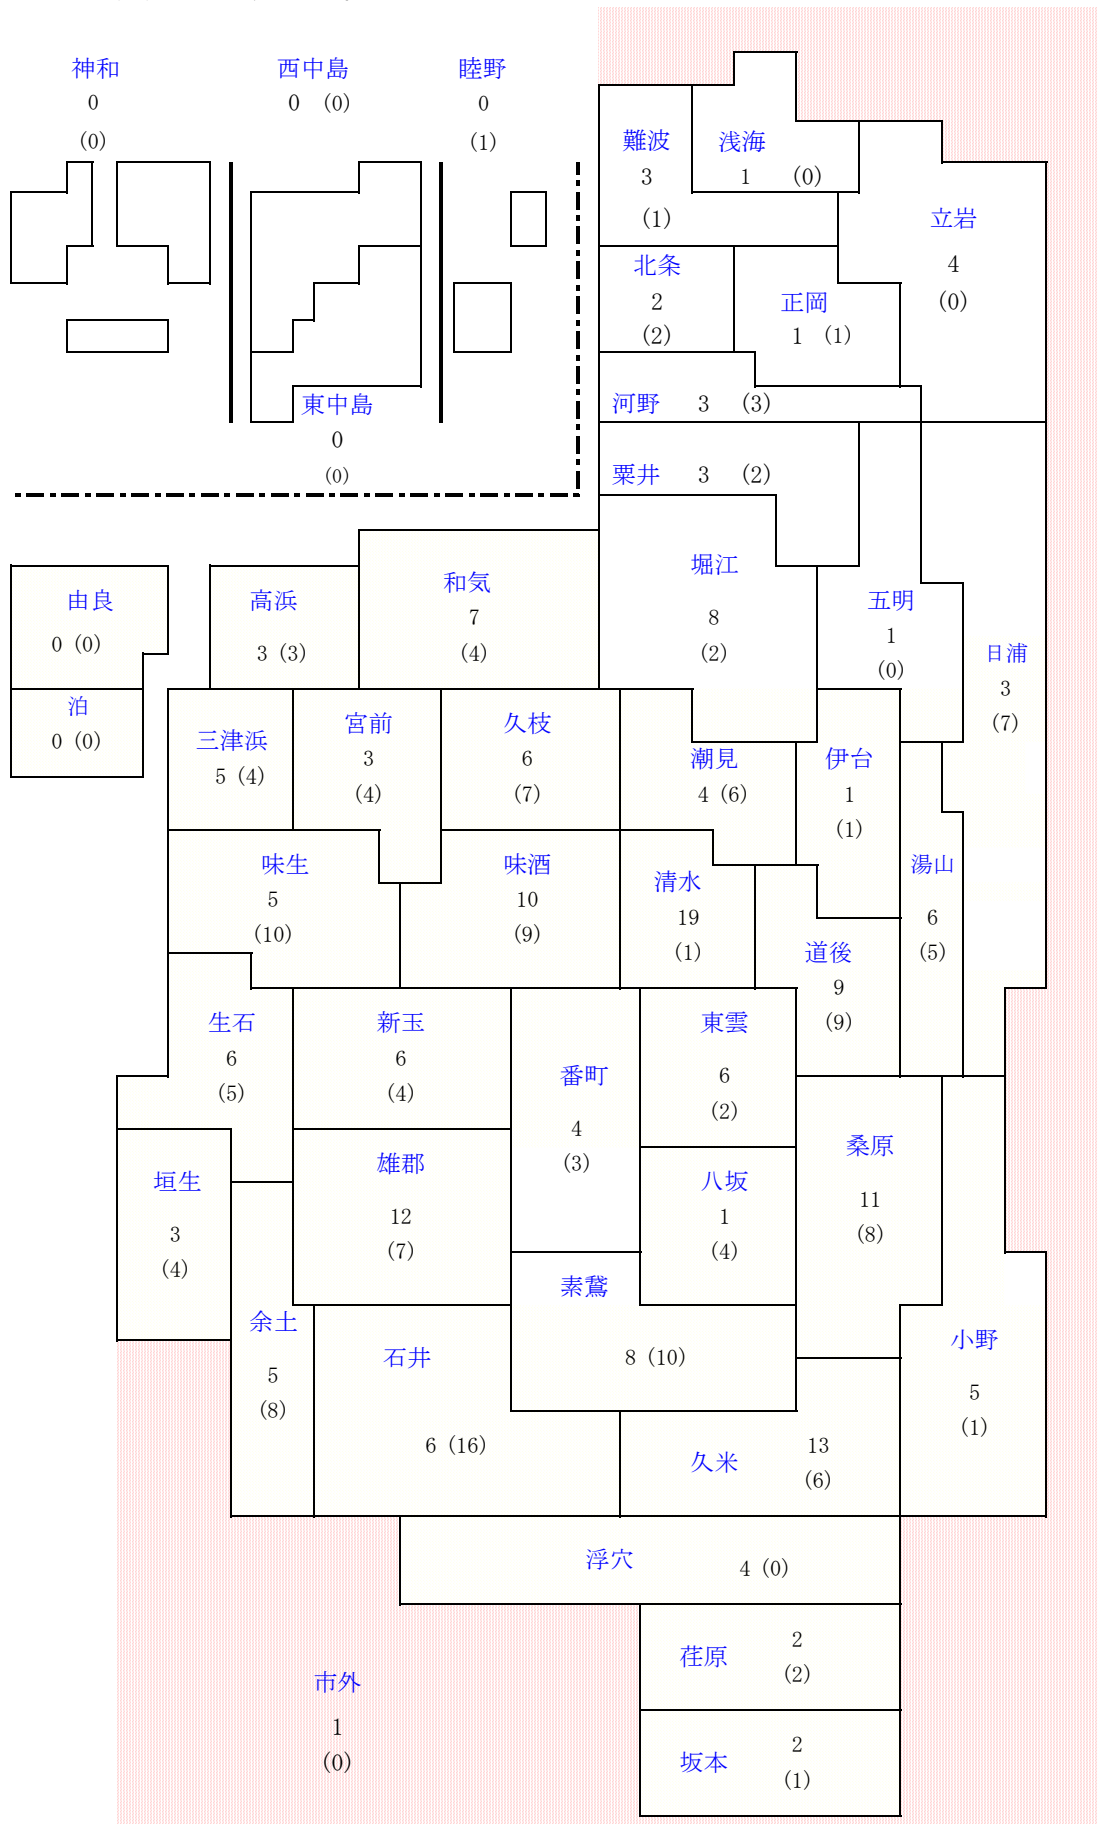 神和
0
(0)
西中島
0 (0)
睦野
0
(1)
難波
3
(1)
浅海
1 (0)
立岩
4
(0)
北条
2
(2)
正岡
1 (1)
東中島
0
(0)
河野 3 (3)
粟井 3 (2)
由良
0 (0)
高浜
3 (3)
和気
7
(4)
堀江
8
(2)
五明
1
(0)
日浦
3
(7)
泊
0 (0)
三津浜
5 (4)
宮前
3
(4)
久枝
6
(7)
潮見
4 (6)
伊台
1
(1)
湯山
6
(5)
味生
5
(10)
味酒
10
(9)
清水
19
(1)
道後
9
(9)
生石
6
(5)
新玉
6
(4)
番町
4
(3)
東雲
6
(2)
桑原
11
(8)
垣生
3
(4)
雄郡
12
(7)
八坂
1
(4)
素鵞
8 (10)
余土
5
(8)
石井
6 (16)
久米
13
(6)
小野
5
(1)
浮穴 4 (0)
荏原
2
(2)
市外
1
(0)
坂本
2
(1)